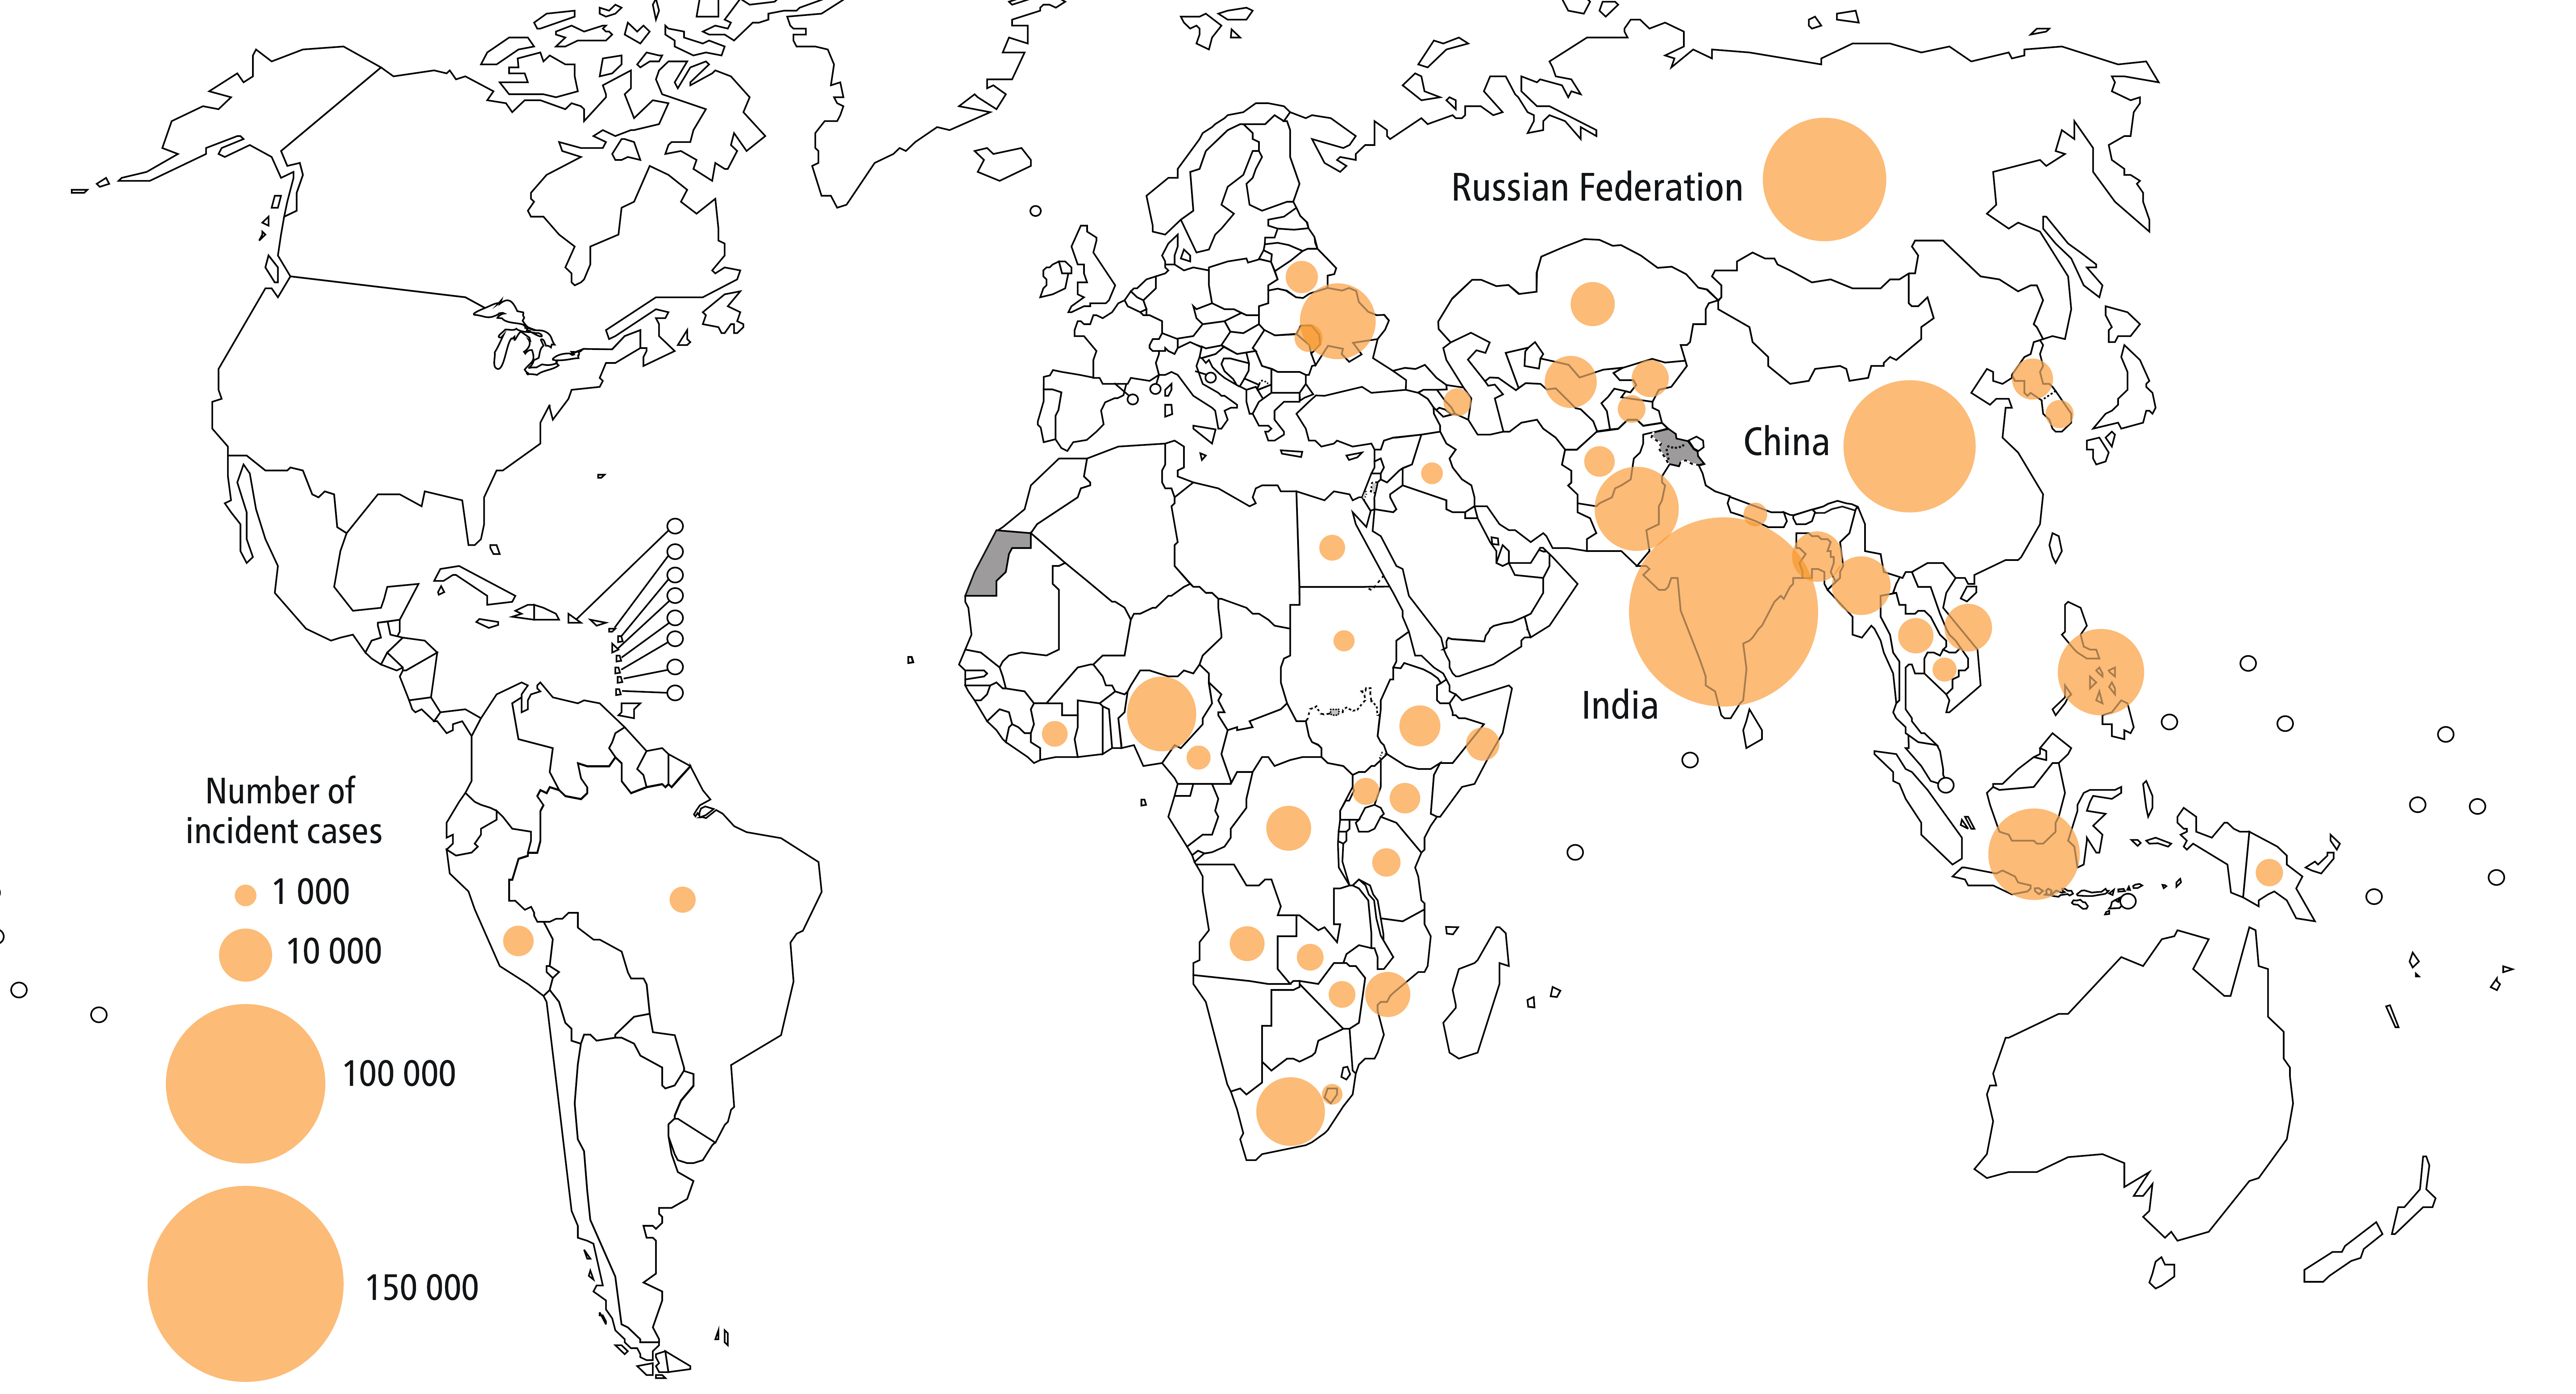 Russian Federation
China
India
Number of
incident cases
1 000
10 000
100 000
150 000